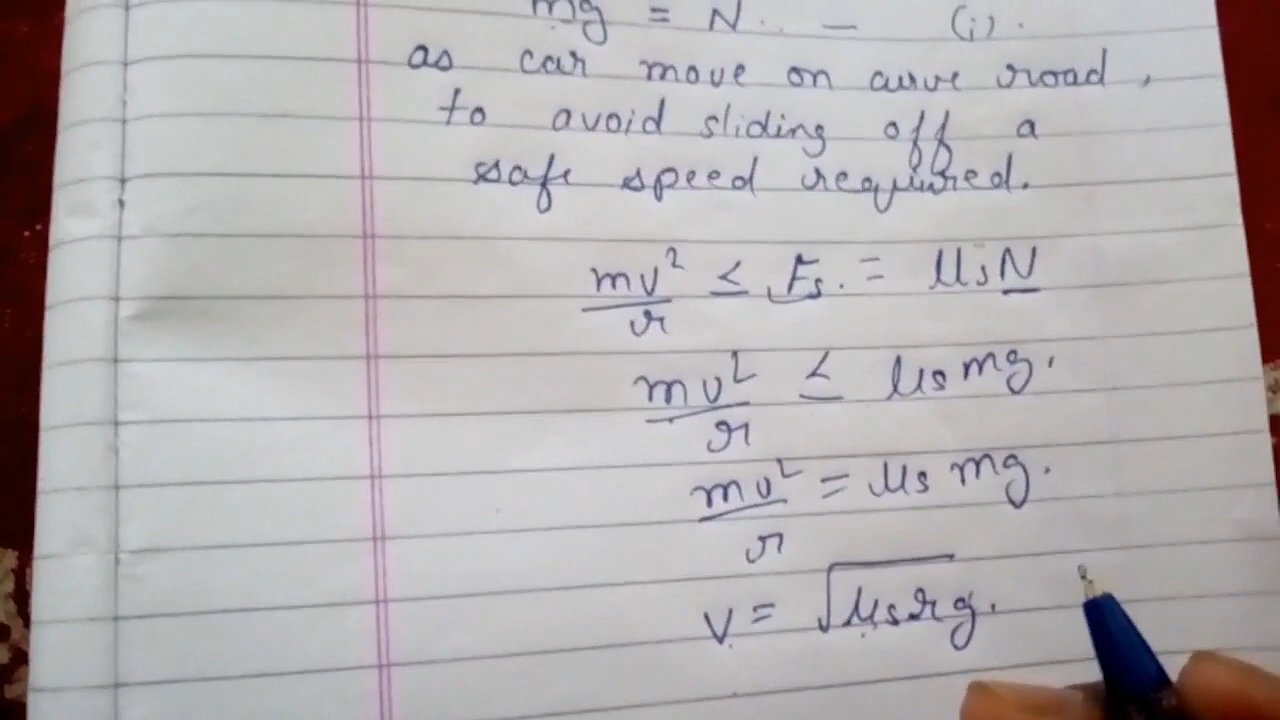 mg = N. — (i).
as car move on curve road,
to avoid sliding off a
safe speed required.
mv²/r ≤ Fs. = μsN
mv²/r ≤ μs mg.
mv²/r = μs mg.
v = √μsrg.